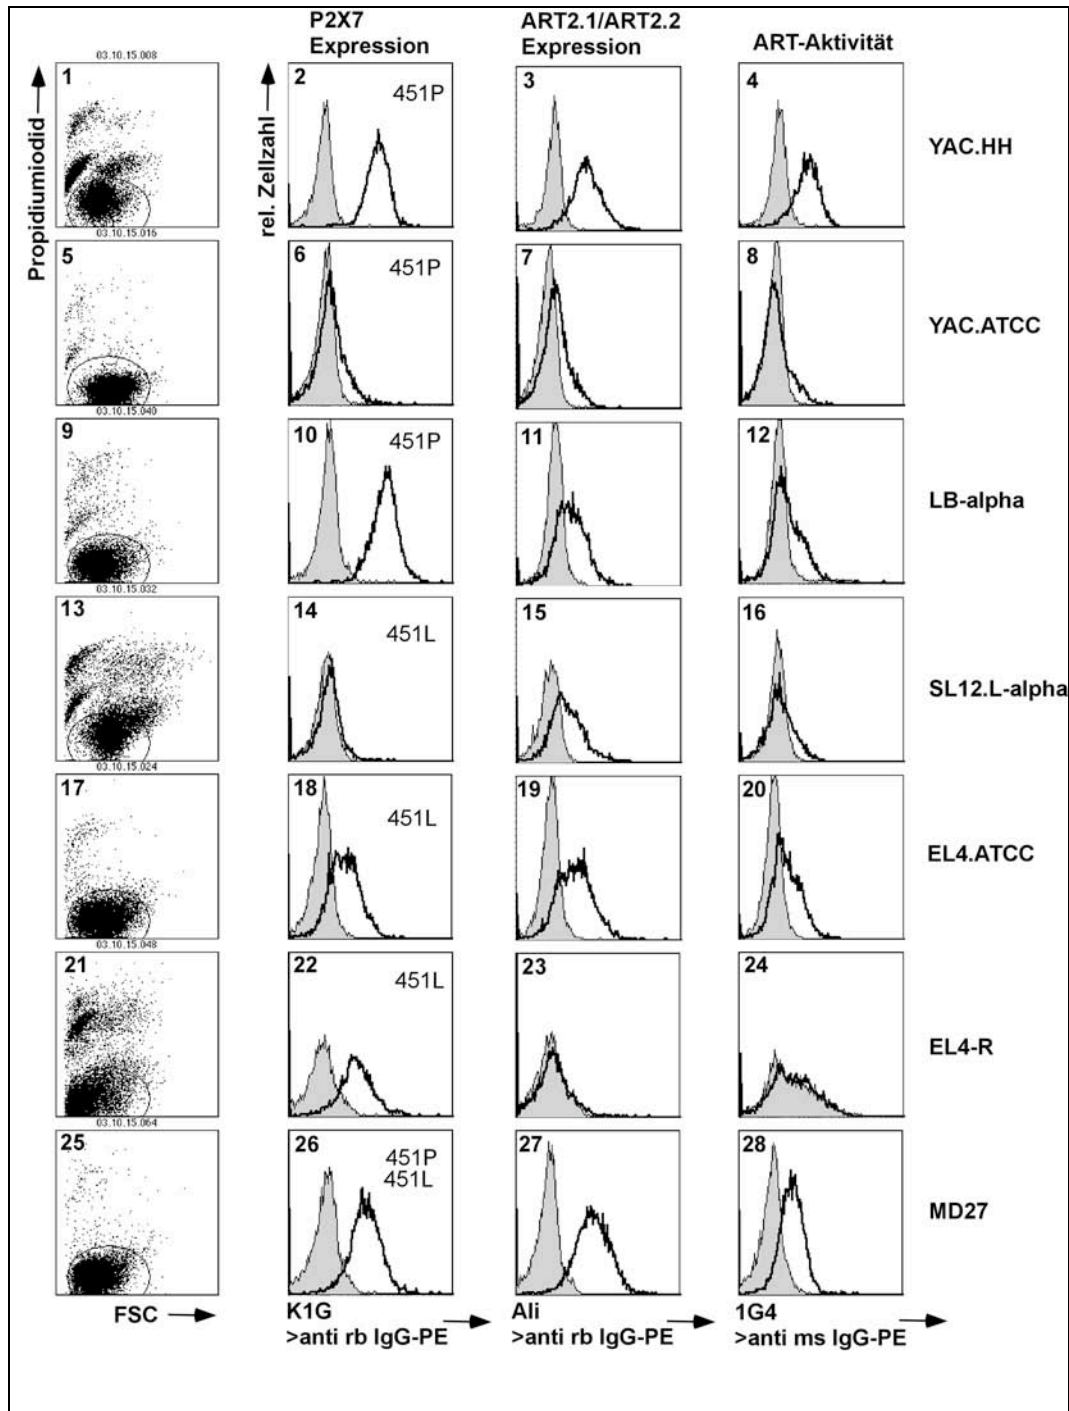 P2X7
Expression
ART2.1/ART2.2
Expression
ART-Aktivität
Propidiumiodid
rel. Zellzahl
03.10.15.008
1
2
451P
3
4
YAC.HH
03.10.15.016
5
6
451P
7
8
YAC.ATCC
03.10.15.040
9
10
451P
11
12
LB-alpha
03.10.15.032
13
14
451L
15
16
SL12.L-alpha
03.10.15.024
17
18
451L
19
20
EL4.ATCC
03.10.15.048
21
22
451L
23
24
EL4-R
03.10.15.064
25
26
451P
451L
27
28
MD27
FSC
K1G
>anti rb IgG-PE
Ali
>anti rb IgG-PE
1G4
>anti ms IgG-PE